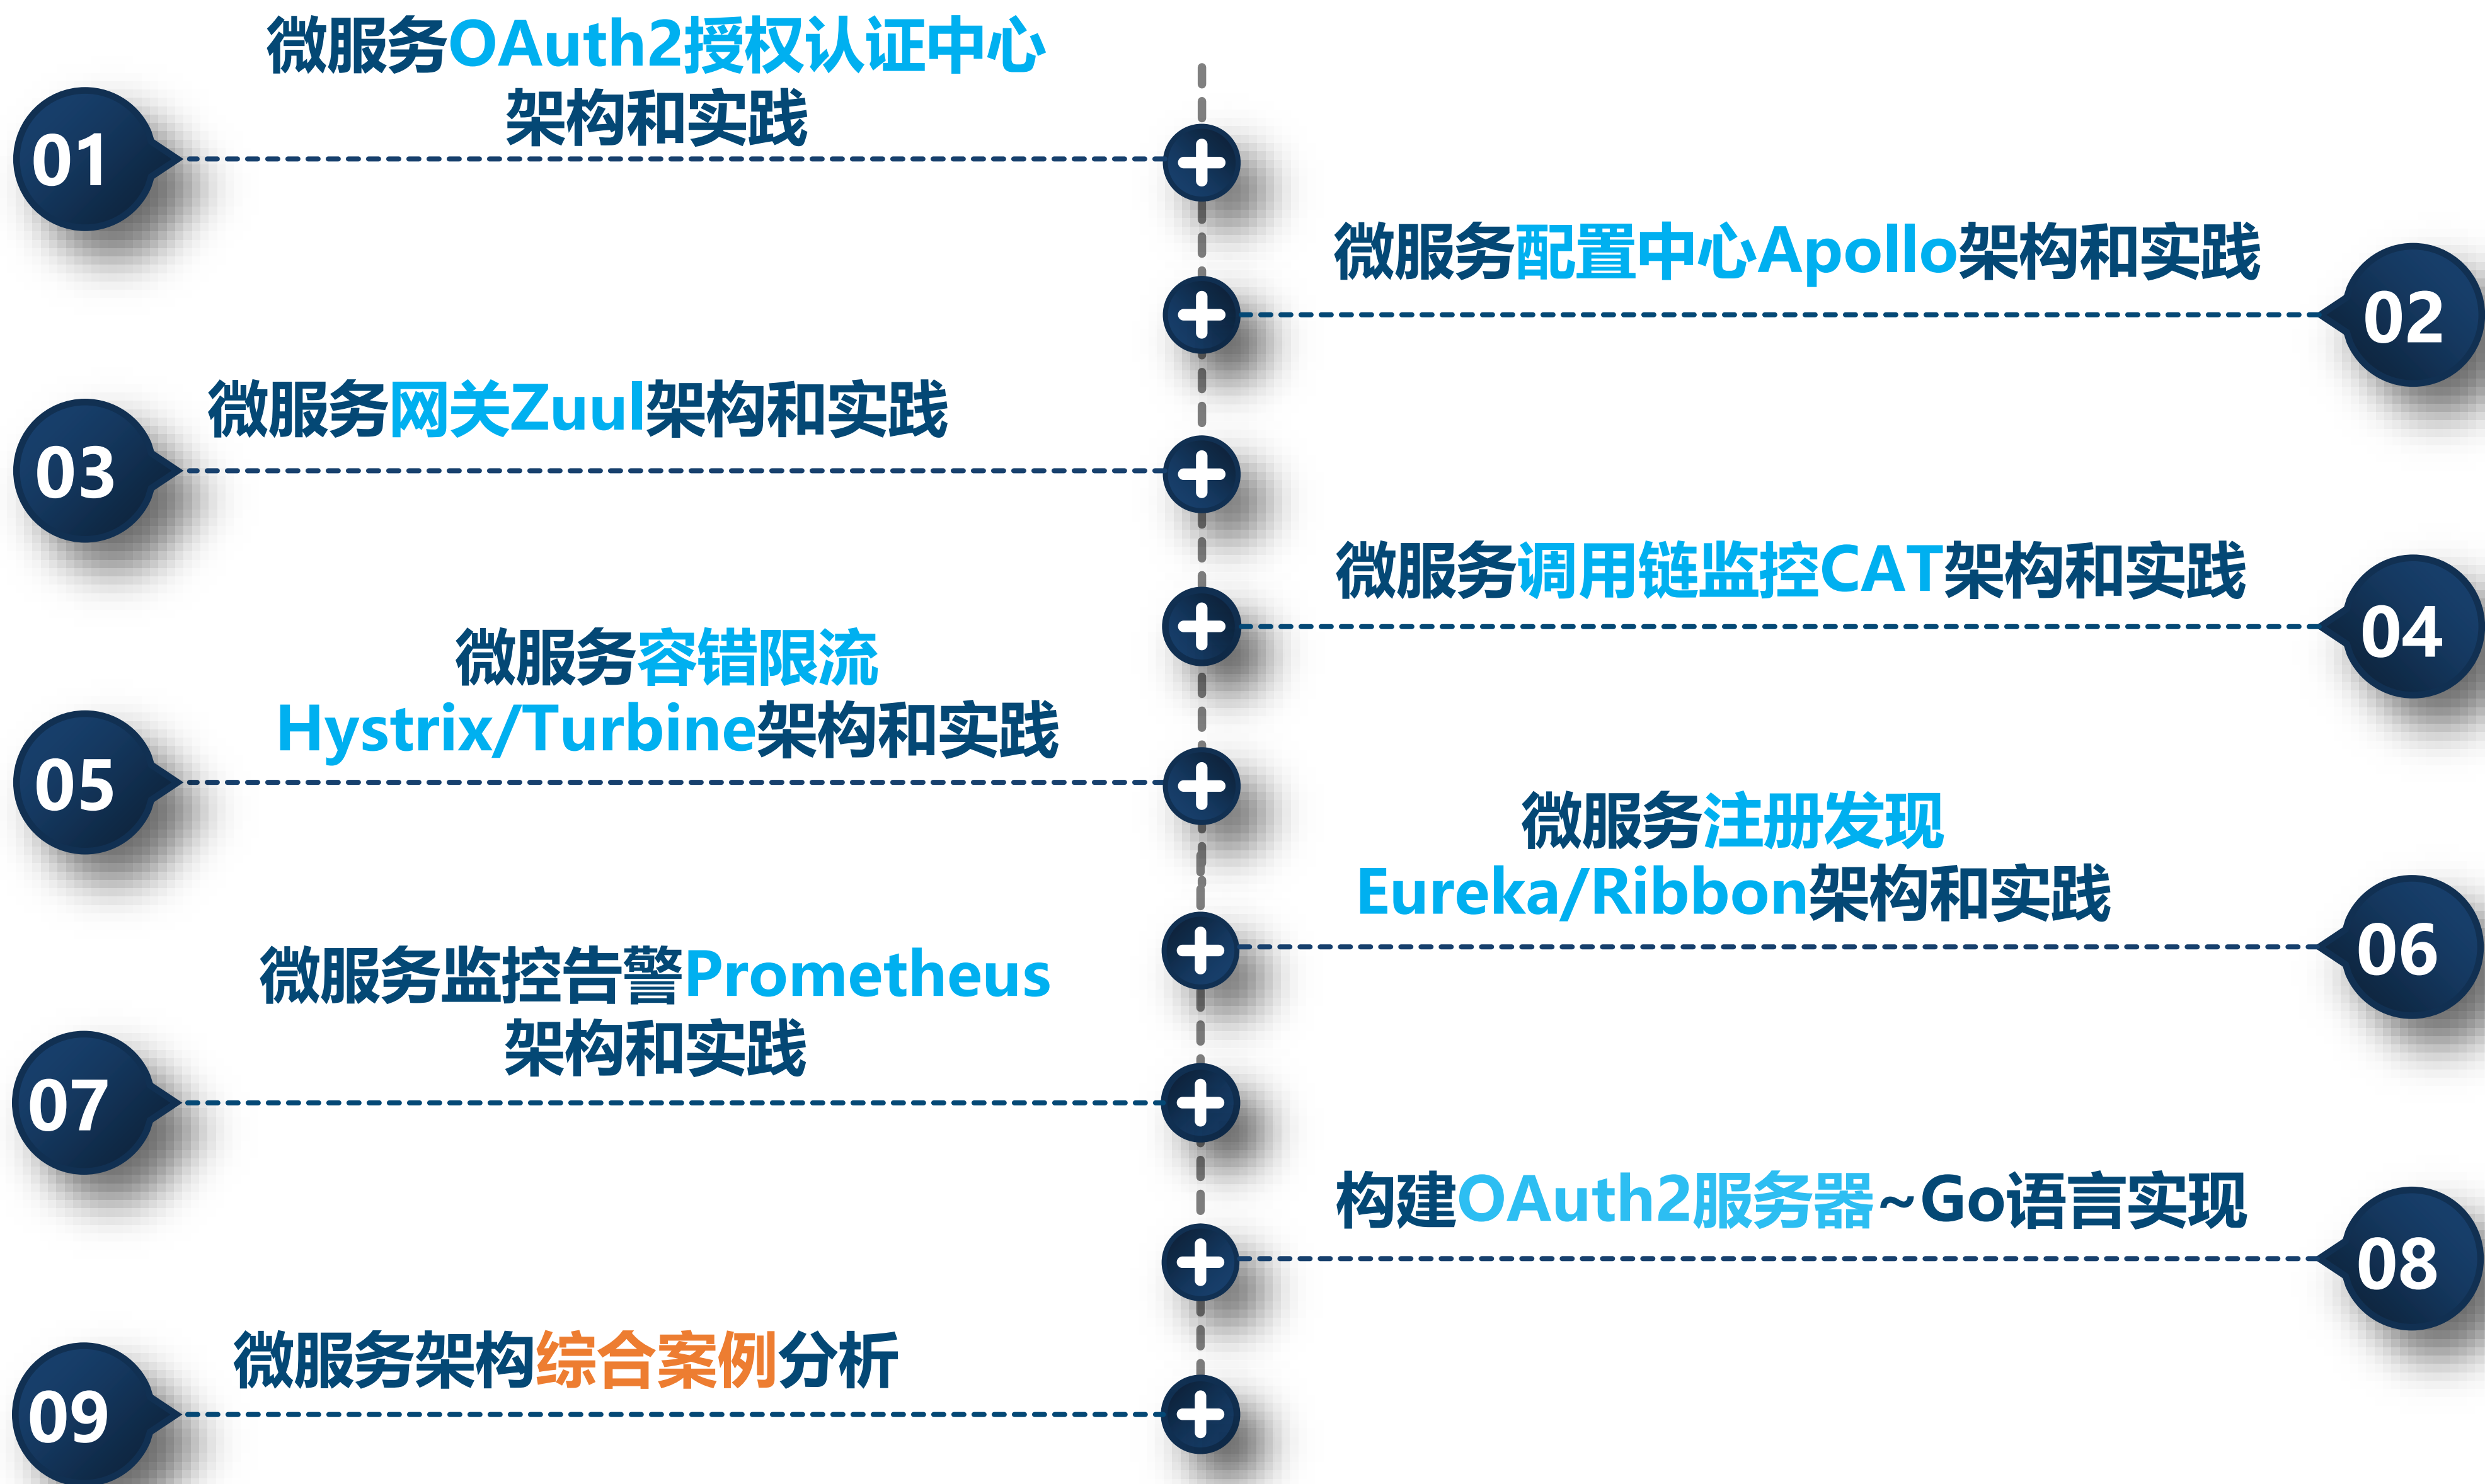 01
微服务OAuth2授权认证中心
架构和实践
02
微服务配置中心Apollo架构和实践
03
微服务网关Zuul架构和实践
04
微服务调用链监控CAT架构和实践
05
微服务容错限流
Hystrix/Turbine架构和实践
06
微服务注册发现
Eureka/Ribbon架构和实践
07
微服务监控告警Prometheus
架构和实践
08
构建OAuth2服务器~Go语言实现
09
微服务架构综合案例分析